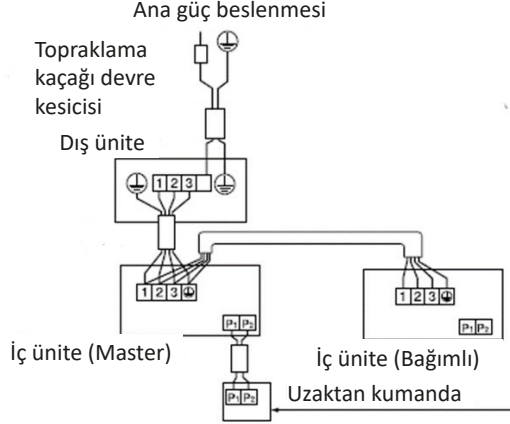 Ana güç beslenmesi
Topraklama
kaçağı devre
kesicisi
Dış ünite
1 2 3
1 2 3
P1 P2
1 2 3
P1 P2
İç ünite (Master)
İç ünite (Bağımlı)
P1 P2
Uzaktan kumanda